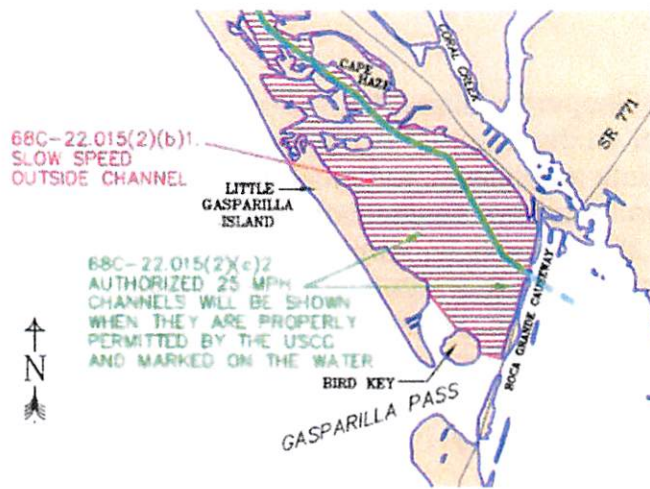 CAPE
HAZE
CORAL CREEK
SR 771
68C-22.015(2)(b)1.
SLOW SPEED
OUTSIDE CHANNEL
LITTLE
GASPARILLA
ISLAND
68C-22.015(2)(c)2
AUTHORIZED 25 MPH
CHANNELS WILL BE SHOWN
WHEN THEY ARE PROPERLY
PERMITTED BY THE USCG
AND MARKED ON THE WATER
BOCA GRANDE CAUSEWAY
N
BIRD KEY
GASPARILLA PASS